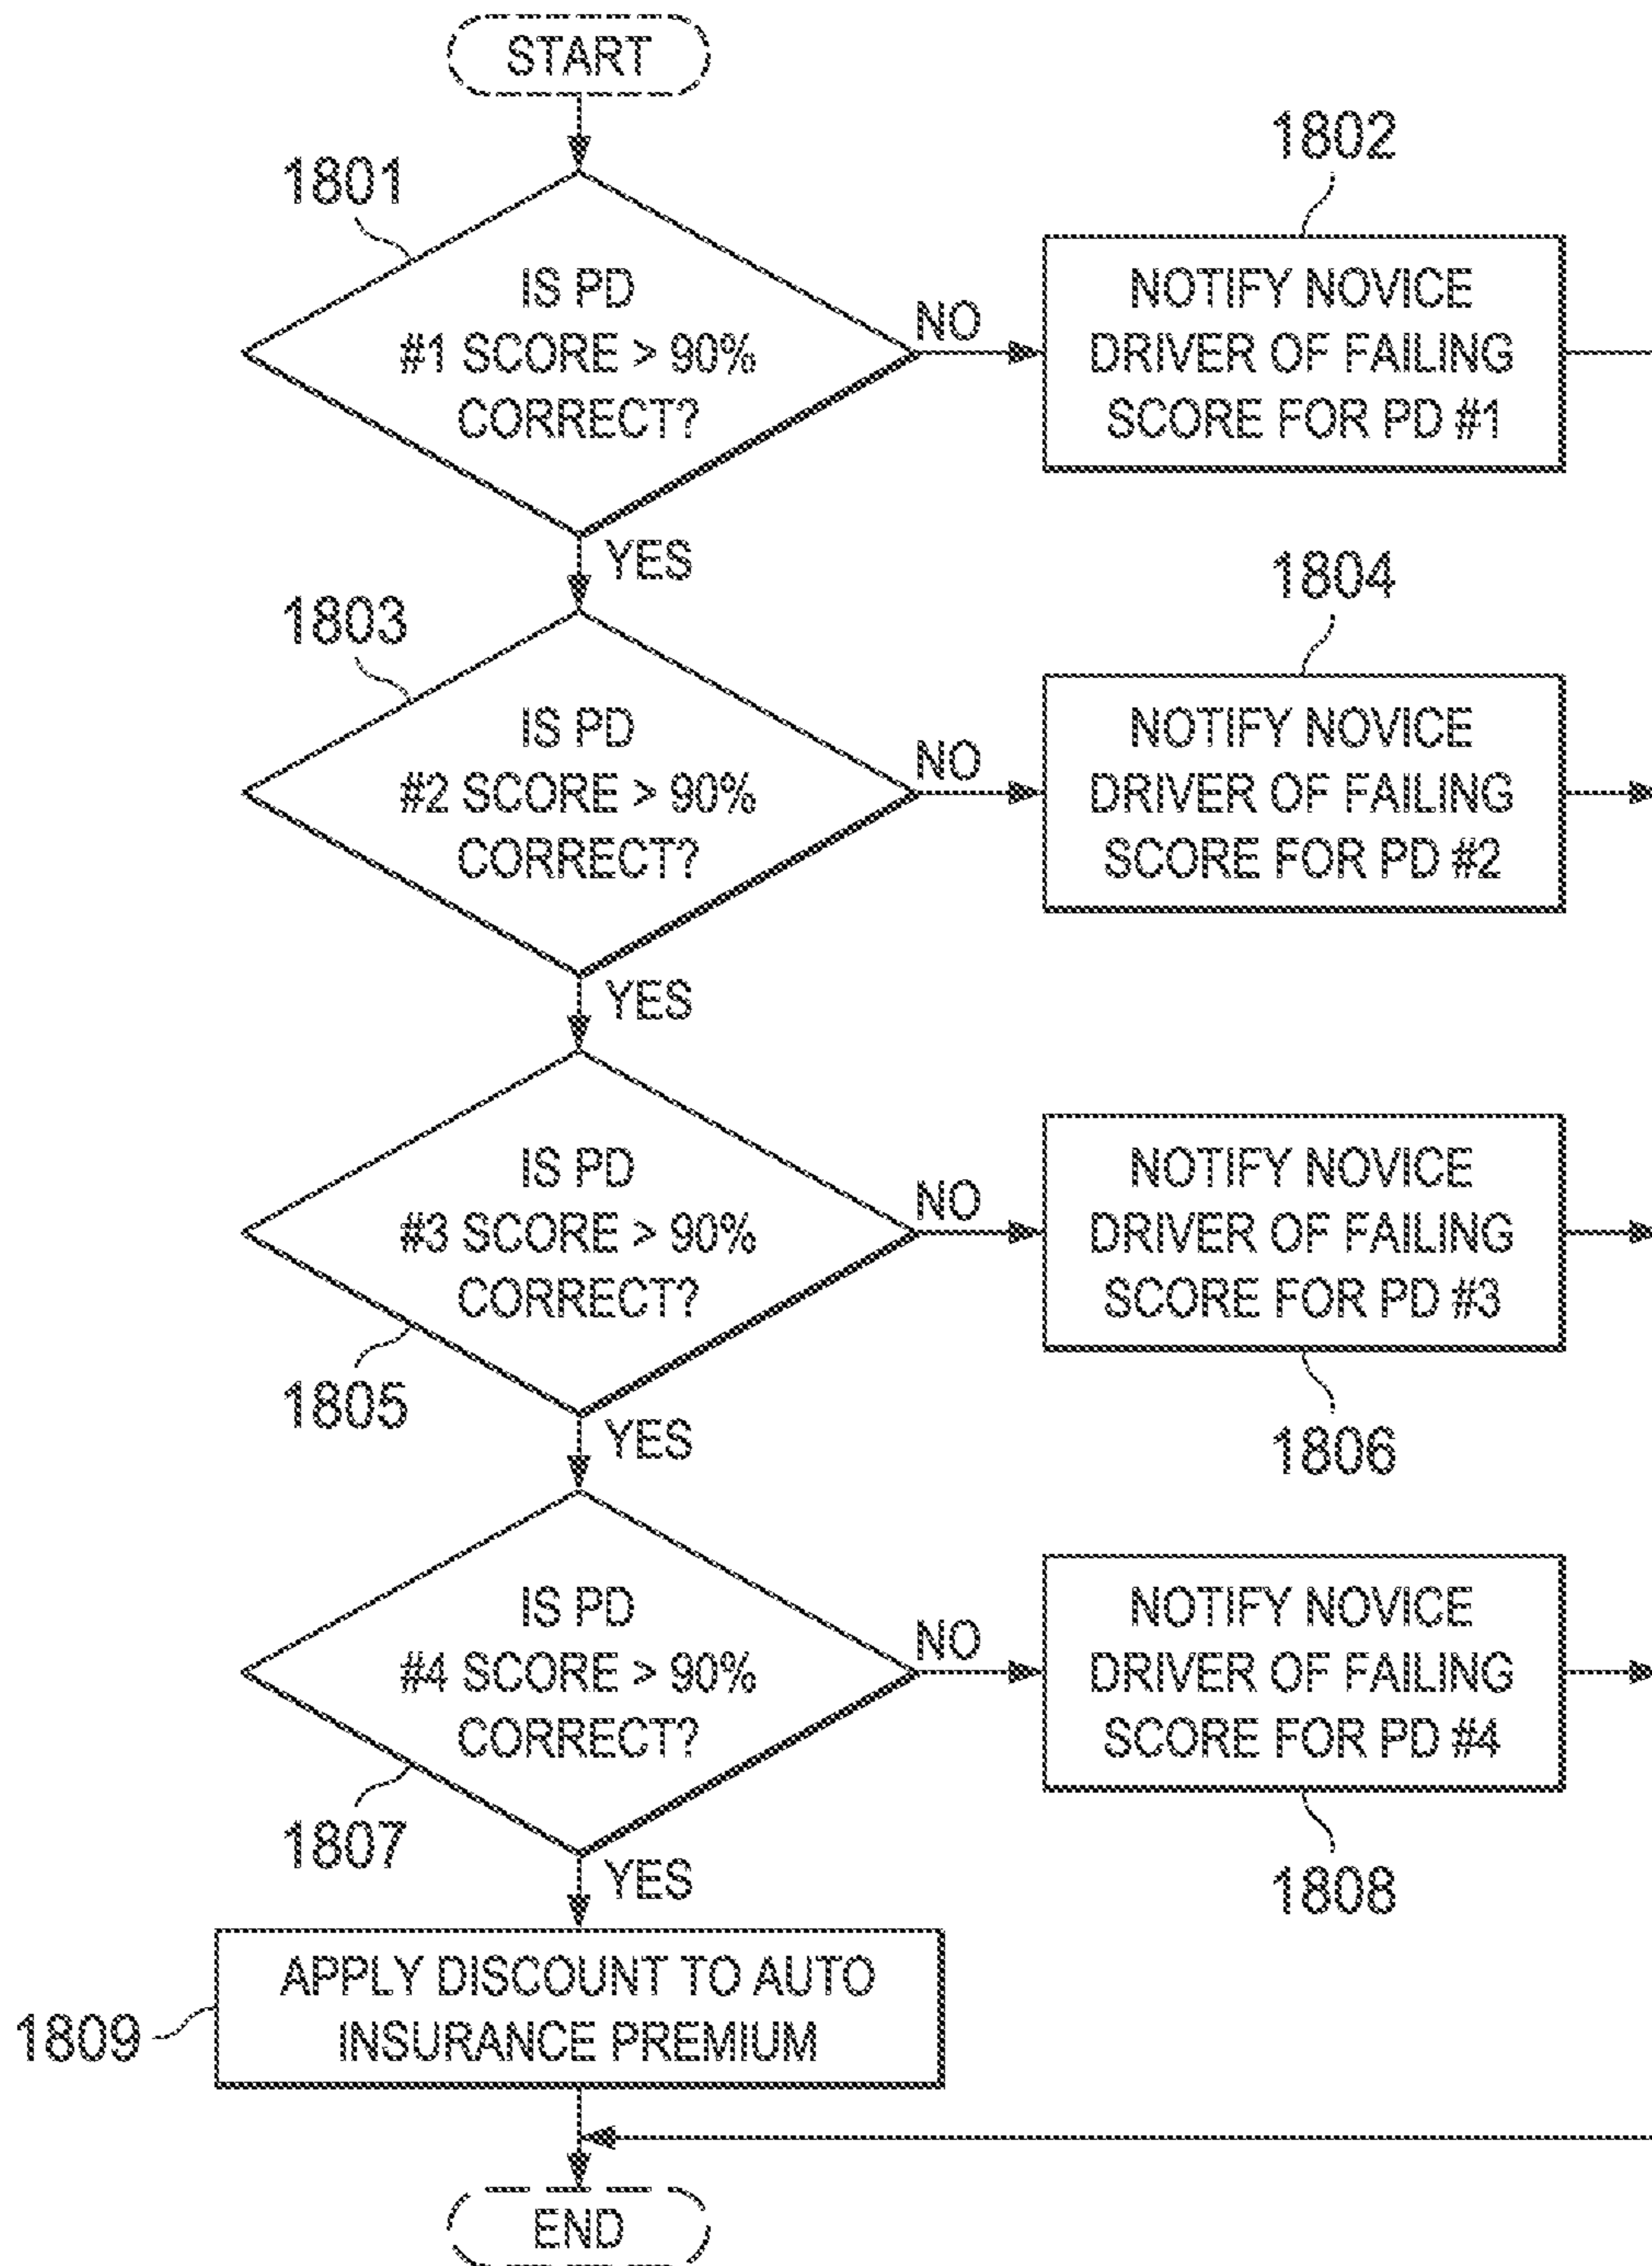 START
1801
IS PD
#1 SCORE > 90%
CORRECT?
NO
1802
NOTIFY NOVICE
DRIVER OF FAILING
SCORE FOR PD #1
YES
1803
IS PD
#2 SCORE > 90%
CORRECT?
NO
1804
NOTIFY NOVICE
DRIVER OF FAILING
SCORE FOR PD #2
YES
IS PD
#3 SCORE > 90%
CORRECT?
1805
NO
NOTIFY NOVICE
DRIVER OF FAILING
SCORE FOR PD #3
1806
YES
IS PD
#4 SCORE > 90%
CORRECT?
1807
NO
NOTIFY NOVICE
DRIVER OF FAILING
SCORE FOR PD #4
1808
YES
APPLY DISCOUNT TO AUTO
INSURANCE PREMIUM
1809
END